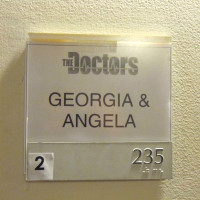 THE Doctors
GEORGIA &
ANGELA
2
235